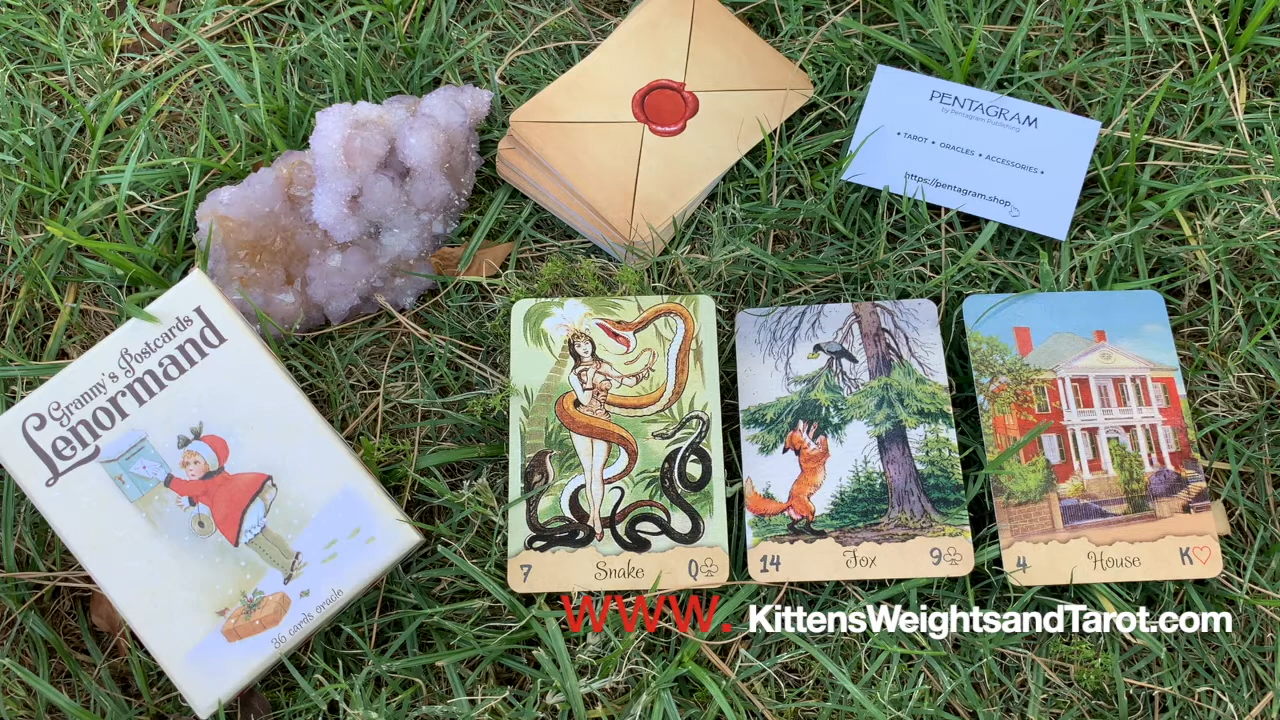 PENTAGRAM
by Pentagram Publishing
• TAROT • ORACLES • ACCESSORIES •
https://pentagram.shop
Granny's Postcards
Lenormand
36 cards oracle
7 Snake Q♣
14 Fox 9♣
4 House K♡
WWW. KittensWeightsandTarot.com